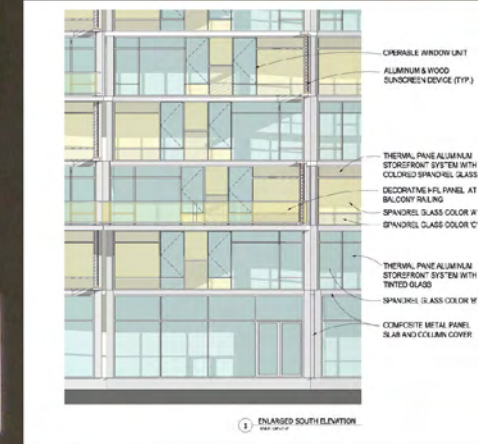 OPERABLE WINDOW UNIT
ALUMINUM & WOOD
SUNSCREEN DEVICE (TYP.)
THERMAL PANE ALUMINUM
STOREFRONT SYSTEM WITH
COLORED SPANDREL GLASS
DECORATIVE HPL PANEL AT
BALCONY RAILING
SPANDREL GLASS COLOR 'A'
SPANDREL GLASS COLOR 'C'
THERMAL PANE ALUMINUM
STOREFRONT SYSTEM WITH
TINTED GLASS
SPANDREL GLASS COLOR 'B'
COMPOSITE METAL PANEL
SLAB AND COLUMN COVER
1 ENLARGED SOUTH ELEVATION